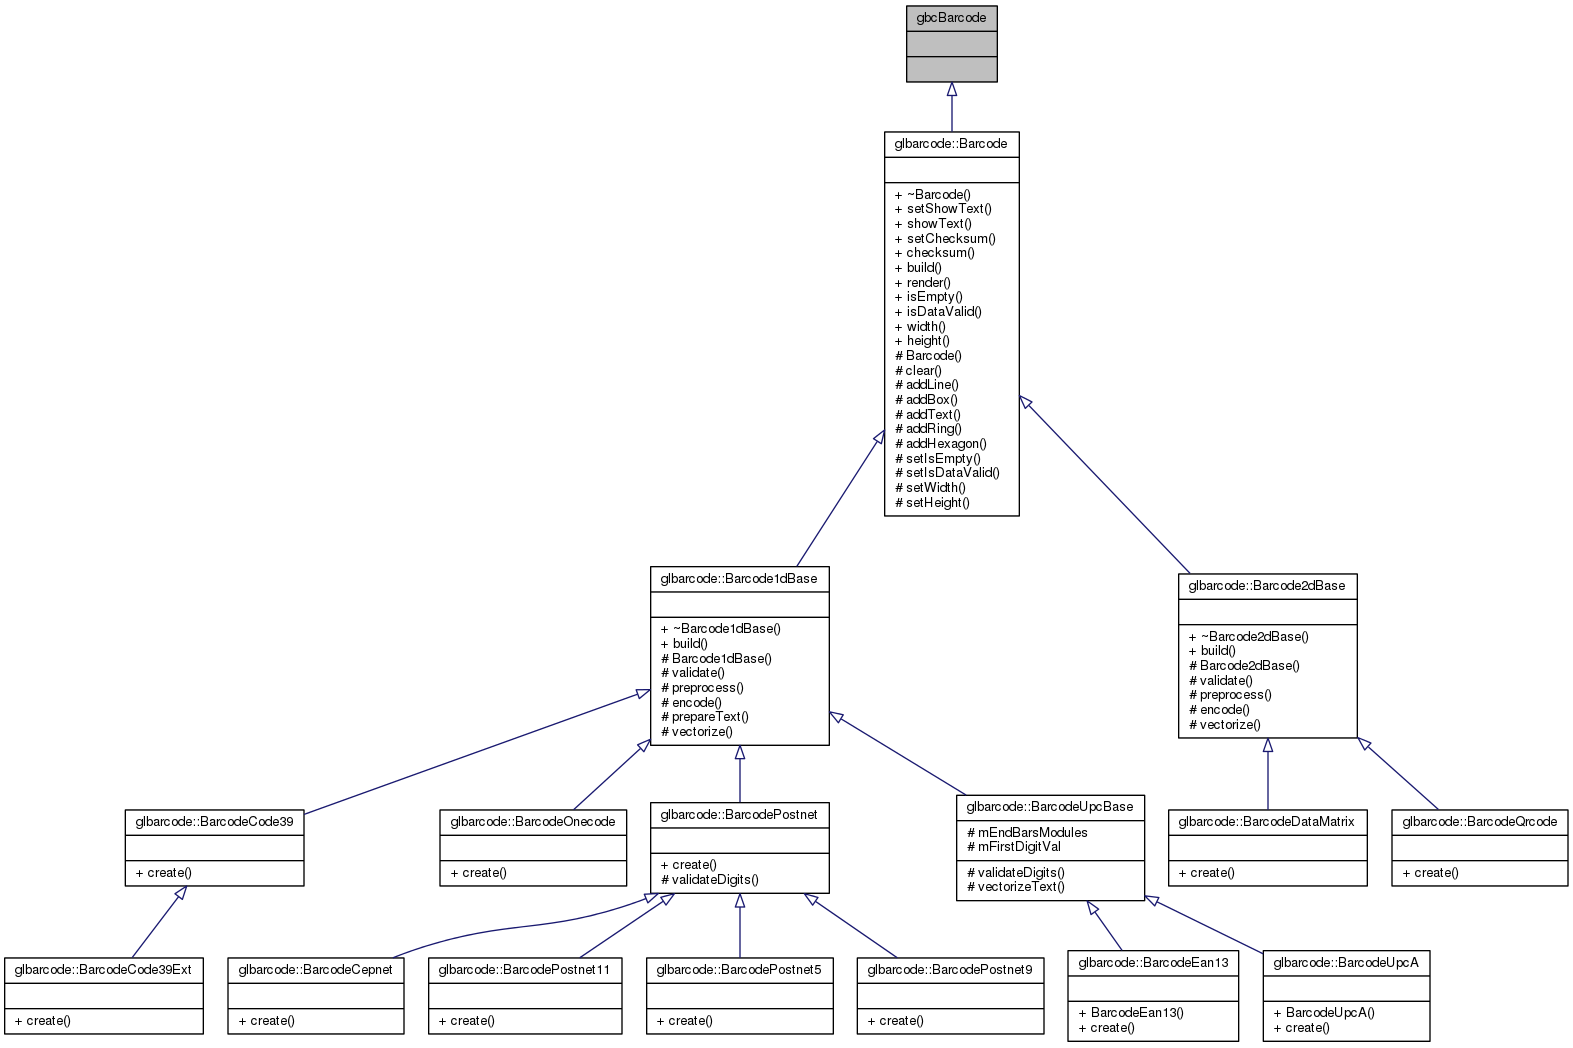 gbcBarcode
glbarcode::Barcode
+ ~Barcode()
+ setShowText()
+ showText()
+ setChecksum()
+ checksum()
+ build()
+ render()
+ isEmpty()
+ isDataValid()
+ width()
+ height()
# Barcode()
# clear()
# addLine()
# addBox()
# addText()
# addRing()
# addHexagon()
# setIsEmpty()
# setIsDataValid()
# setWidth()
# setHeight()
glbarcode::Barcode1dBase
+ ~Barcode1dBase()
+ build()
# Barcode1dBase()
# validate()
# preprocess()
# encode()
# prepareText()
# vectorize()
glbarcode::Barcode2dBase
+ ~Barcode2dBase()
+ build()
# Barcode2dBase()
# validate()
# preprocess()
# encode()
# vectorize()
glbarcode::BarcodeCode39
+ create()
glbarcode::BarcodeOnecode
+ create()
glbarcode::BarcodePostnet
+ create()
# validateDigits()
glbarcode::BarcodeUpcBase
# mEndBarsModules
# mFirstDigitVal
# validateDigits()
# vectorizeText()
glbarcode::BarcodeDataMatrix
+ create()
glbarcode::BarcodeQrcode
+ create()
glbarcode::BarcodeCode39Ext
+ create()
glbarcode::BarcodeCepnet
+ create()
glbarcode::BarcodePostnet11
+ create()
glbarcode::BarcodePostnet5
+ create()
glbarcode::BarcodePostnet9
+ create()
glbarcode::BarcodeEan13
+ BarcodeEan13()
+ create()
glbarcode::BarcodeUpcA
+ BarcodeUpcA()
+ create()